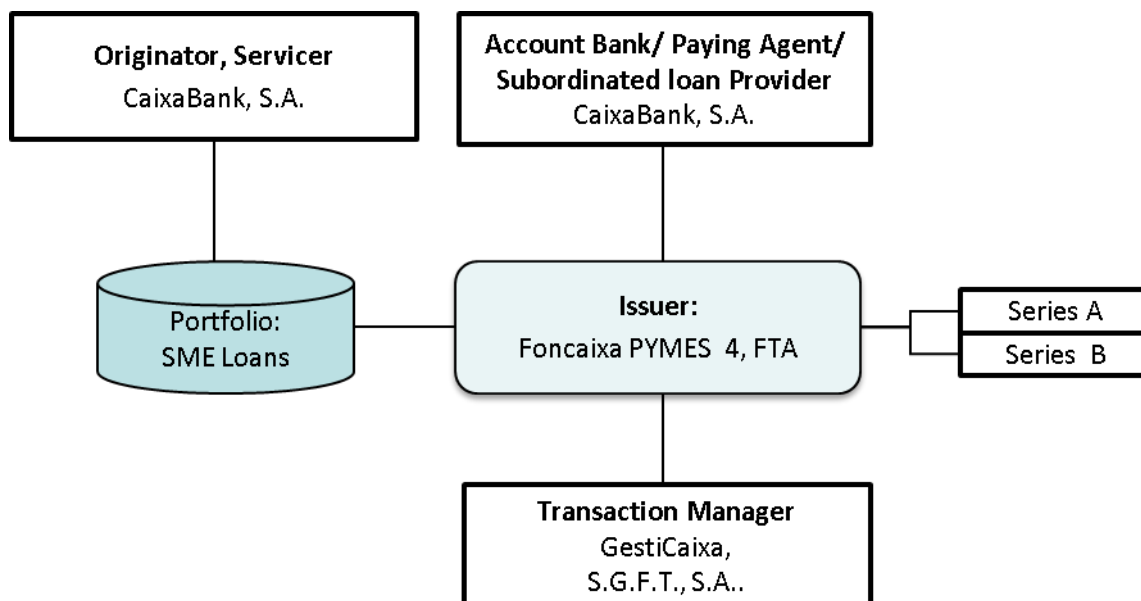 Originator, Servicer
CaixaBank, S.A.
Account Bank/ Paying Agent/
Subordinated loan Provider
CaixaBank, S.A.
Portfolio:
SME Loans
Issuer:
Foncaixa PYMES 4, FTA
Series A
Series B
Transaction Manager
GestiCaixa,
S.G.F.T., S.A..